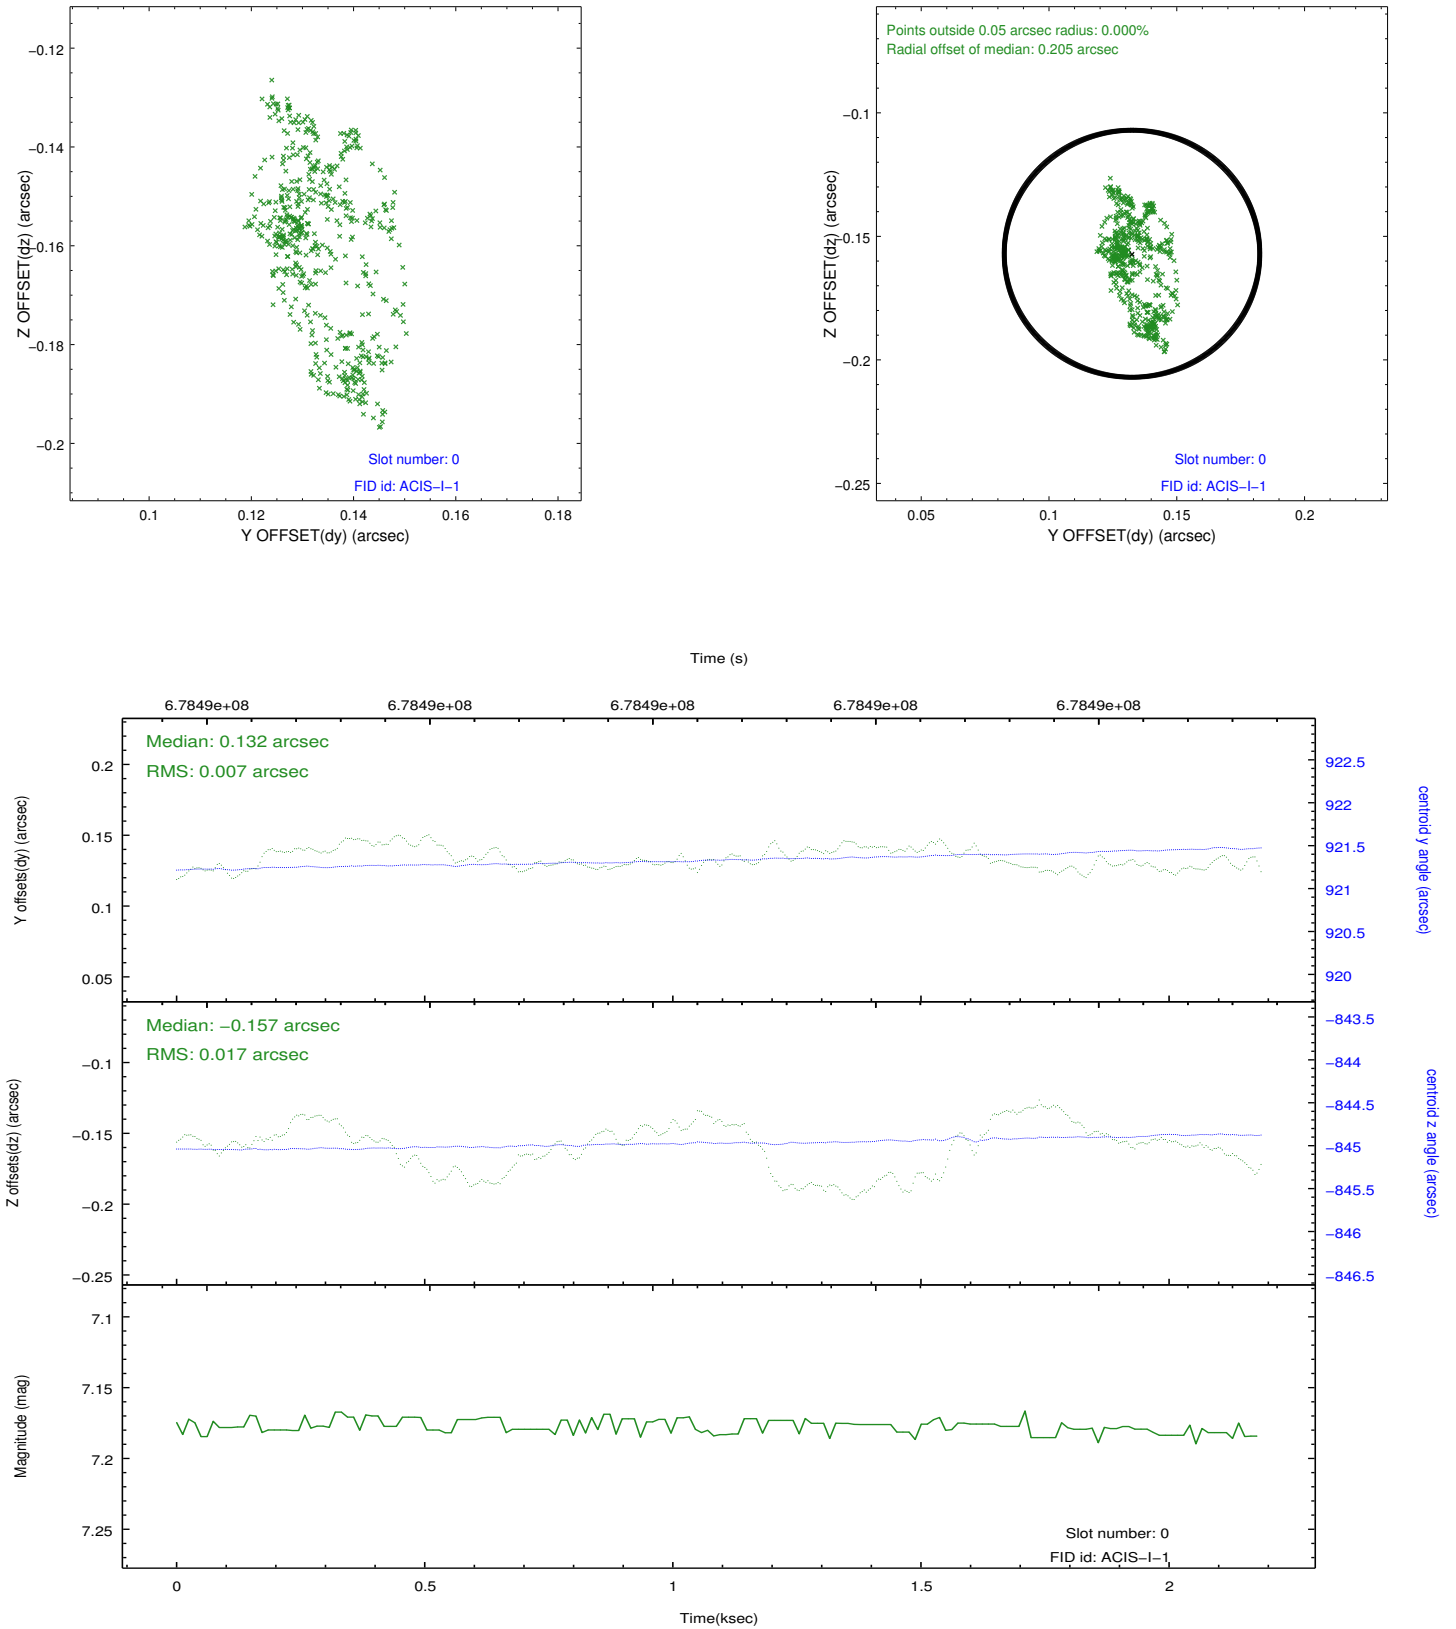 −0.12
−0.14
−0.16
−0.18
−0.2
Z OFFSET(dz) (arcsec)
Slot number: 0
FID id: ACIS−I−1
0.1
0.12
0.14
0.16
0.18
Y OFFSET(dy) (arcsec)
Points outside 0.05 arcsec radius: 0.000%
Radial offset of median: 0.205 arcsec
−0.1
−0.15
−0.2
−0.25
Z OFFSET(dz) (arcsec)
Slot number: 0
FID id: ACIS−I−1
0.05
0.1
0.15
0.2
Y OFFSET(dy) (arcsec)
Time (s)
6.7849e+08
6.7849e+08
6.7849e+08
6.7849e+08
6.7849e+08
Median: 0.132 arcsec
RMS: 0.007 arcsec
0.2
0.15
0.1
0.05
Y offsets(dy) (arcsec)
922.5
922
921.5
921
920.5
920
centroid y angle (arcsec)
Median: −0.157 arcsec
RMS: 0.017 arcsec
−0.1
−0.15
−0.2
−0.25
Z offsets(dz) (arcsec)
−843.5
−844
−844.5
−845
−845.5
−846
−846.5
centroid z angle (arcsec)
7.1
7.15
7.2
7.25
Magnitude (mag)
Slot number: 0
FID id: ACIS−I−1
0
0.5
1
1.5
2
Time(ksec)